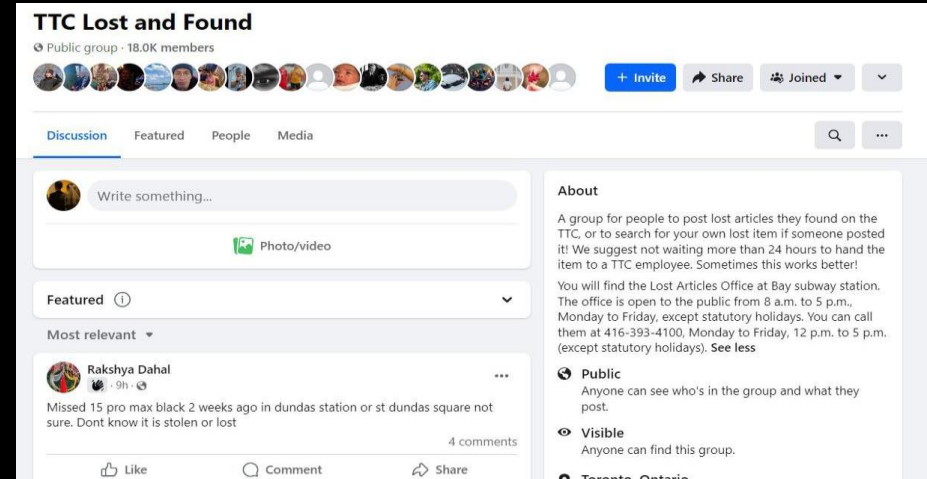 TTC Lost and Found
Public group · 18.0K members
+ Invite
Share
Joined
Discussion
Featured
People
Media
Write something...
Photo/video
Featured
Most relevant
Rakshya Dahal
· 9h ·
Missed 15 pro max black 2 weeks ago in dundas station or st dundas square not
sure. Dont know it is stolen or lost
4 comments
Like
Comment
Share
About
A group for people to post lost articles they found on the
TTC, or to search for your own lost item if someone posted
it! We suggest not waiting more than 24 hours to hand the
item to a TTC employee. Sometimes this works better!
You will find the Lost Articles Office at Bay subway station.
The office is open to the public from 8 a.m. to 5 p.m.,
Monday to Friday, except statutory holidays. You can call
them at 416-393-4100, Monday to Friday, 12 p.m. to 5 p.m.
(except statutory holidays). See less
Public
Anyone can see who's in the group and what they
post.
Visible
Anyone can find this group.
Toronto, Ontario